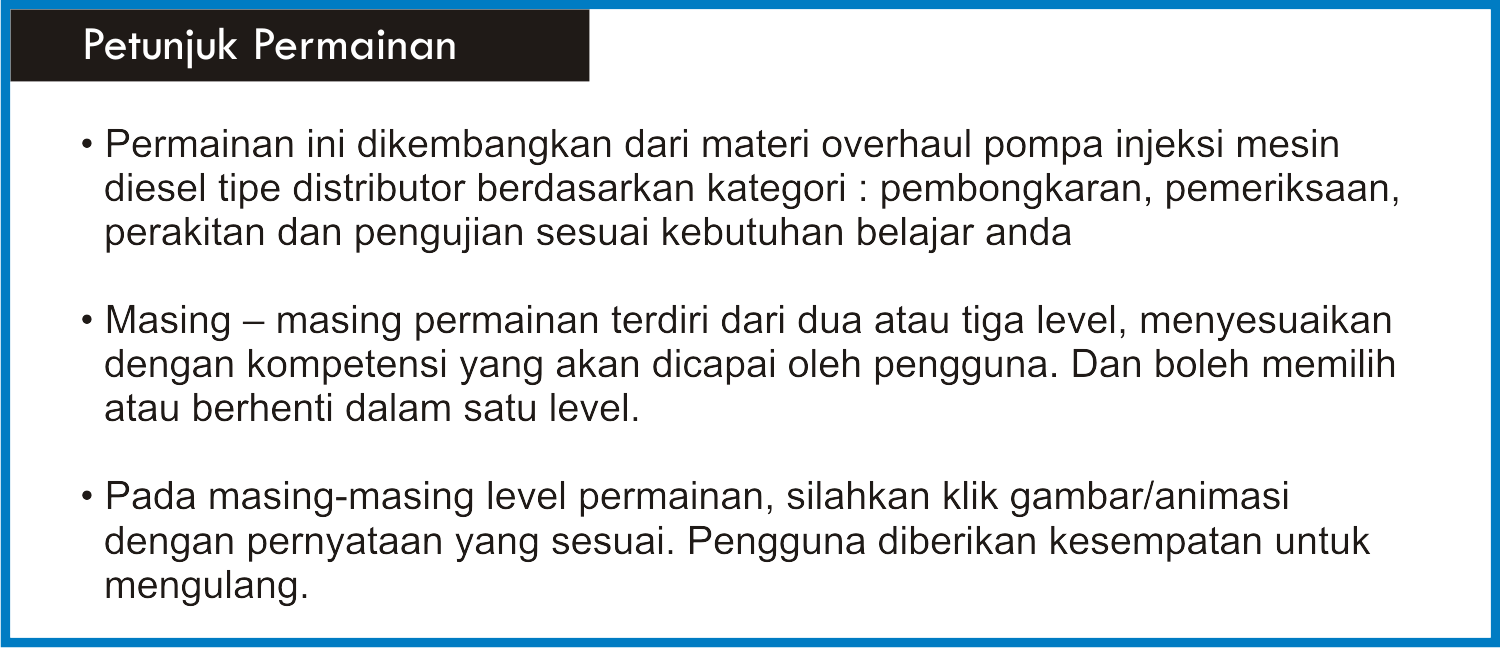 Petunjuk Permainan
• Permainan ini dikembangkan dari materi overhaul pompa injeksi mesin
diesel tipe distributor berdasarkan kategori : pembongkaran, pemeriksaan,
perakitan dan pengujian sesuai kebutuhan belajar anda
• Masing – masing permainan terdiri dari dua atau tiga level, menyesuaikan
dengan kompetensi yang akan dicapai oleh pengguna. Dan boleh memilih
atau berhenti dalam satu level.
• Pada masing-masing level permainan, silahkan klik gambar/animasi
dengan pernyataan yang sesuai. Pengguna diberikan kesempatan untuk
mengulang.